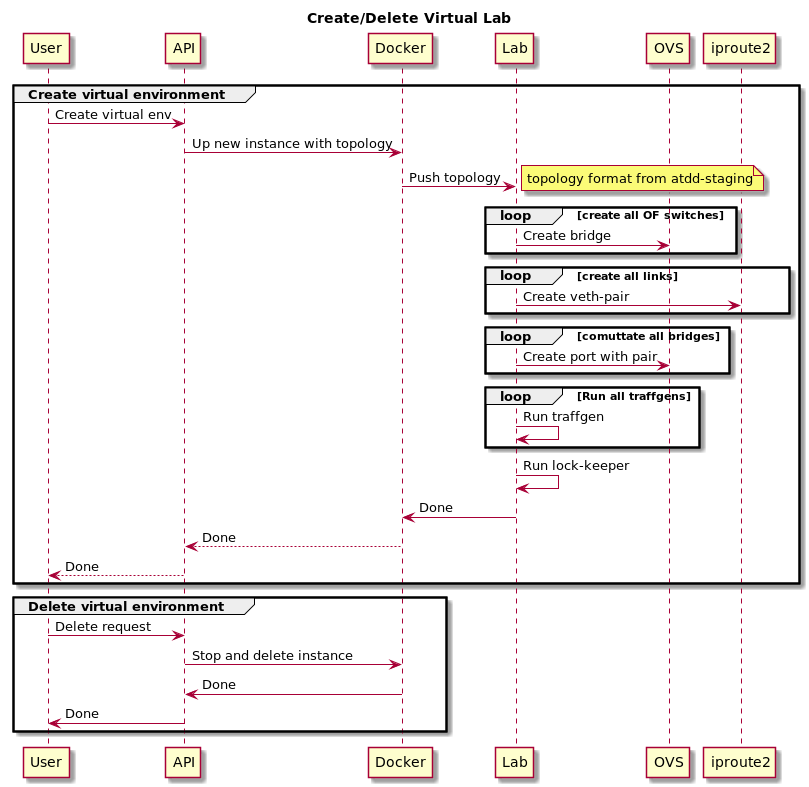 Create/Delete Virtual Lab
User API Docker Lab OVS iproute2
Create virtual environment
Create virtual env
Up new instance with topology
Push topology
topology format from atdd-staging
loop [create all OF switches]
Create bridge
loop [create all links]
Create veth-pair
loop [comuttate all bridges]
Create port with pair
loop [Run all traffgens]
Run traffgen
Run lock-keeper
Done
Done
Done
Delete virtual environment
Delete request
Stop and delete instance
Done
Done
User API Docker Lab OVS iproute2